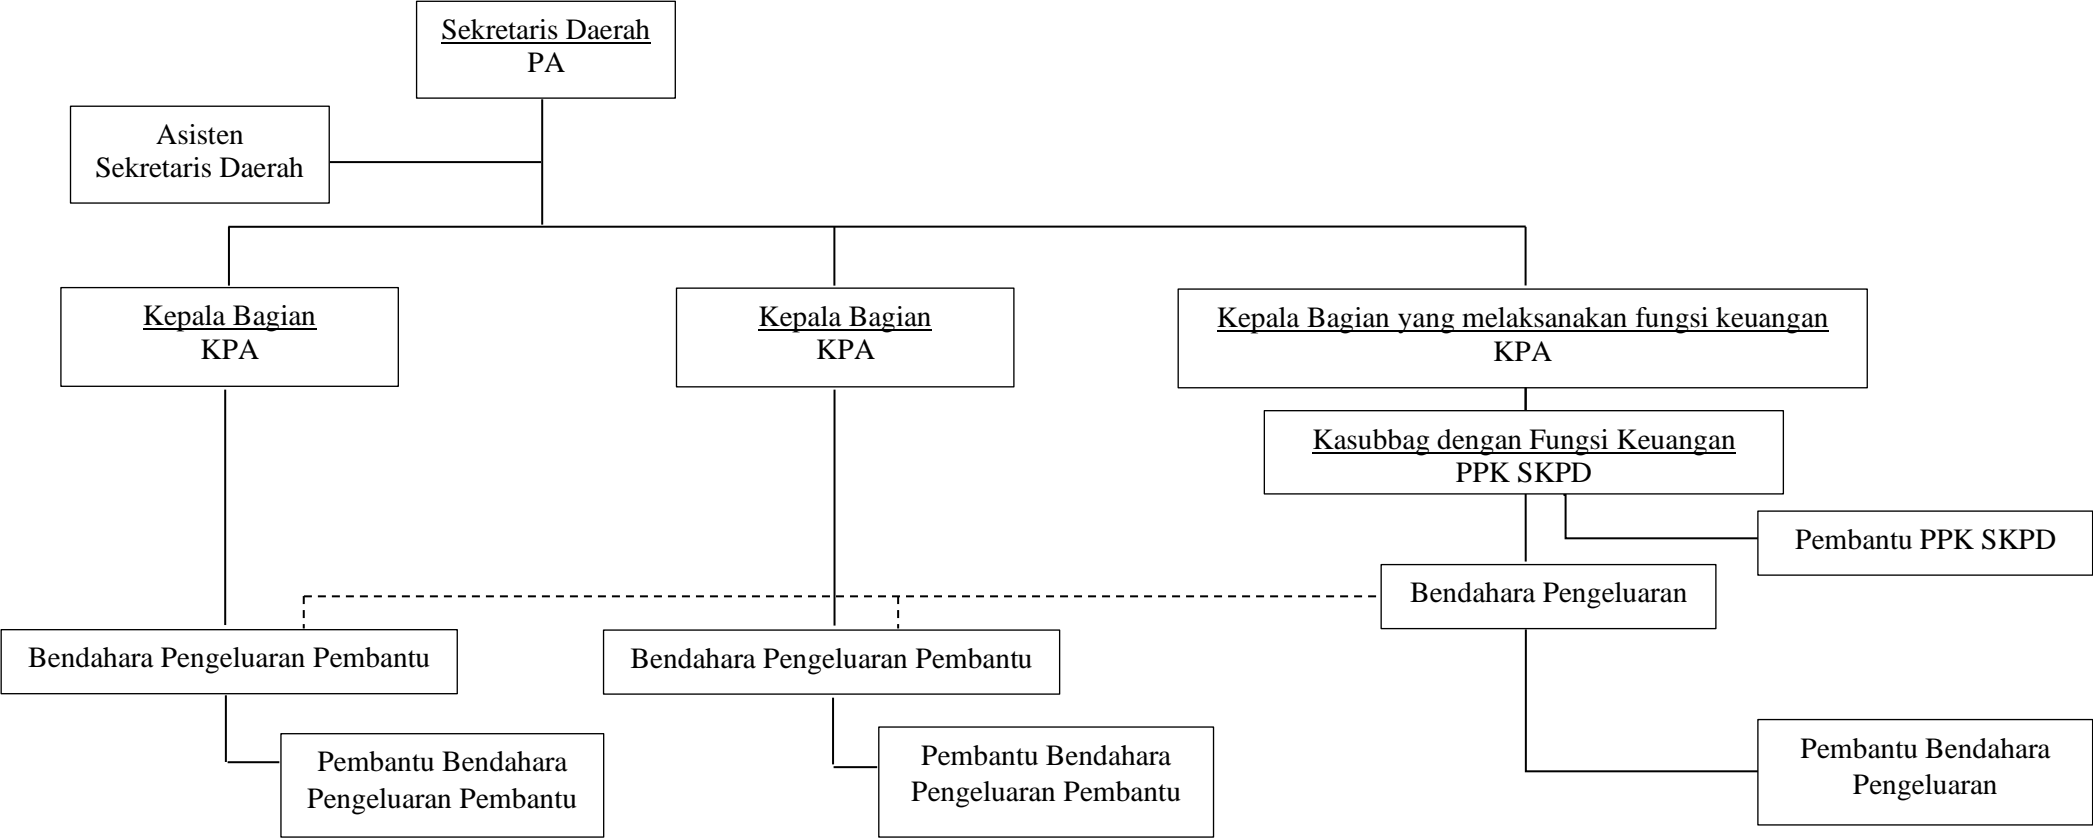 Sekretaris Daerah
PA
Asisten
Sekretaris Daerah
Kepala Bagian
KPA
Kepala Bagian
KPA
Kepala Bagian yang melaksanakan fungsi keuangan
KPA
Kasubbag dengan Fungsi Keuangan
PPK SKPD
Pembantu PPK SKPD
Bendahara Pengeluaran
Bendahara Pengeluaran Pembantu
Bendahara Pengeluaran Pembantu
Pembantu Bendahara
Pengeluaran Pembantu
Pembantu Bendahara
Pengeluaran Pembantu
Pembantu Bendahara
Pengeluaran